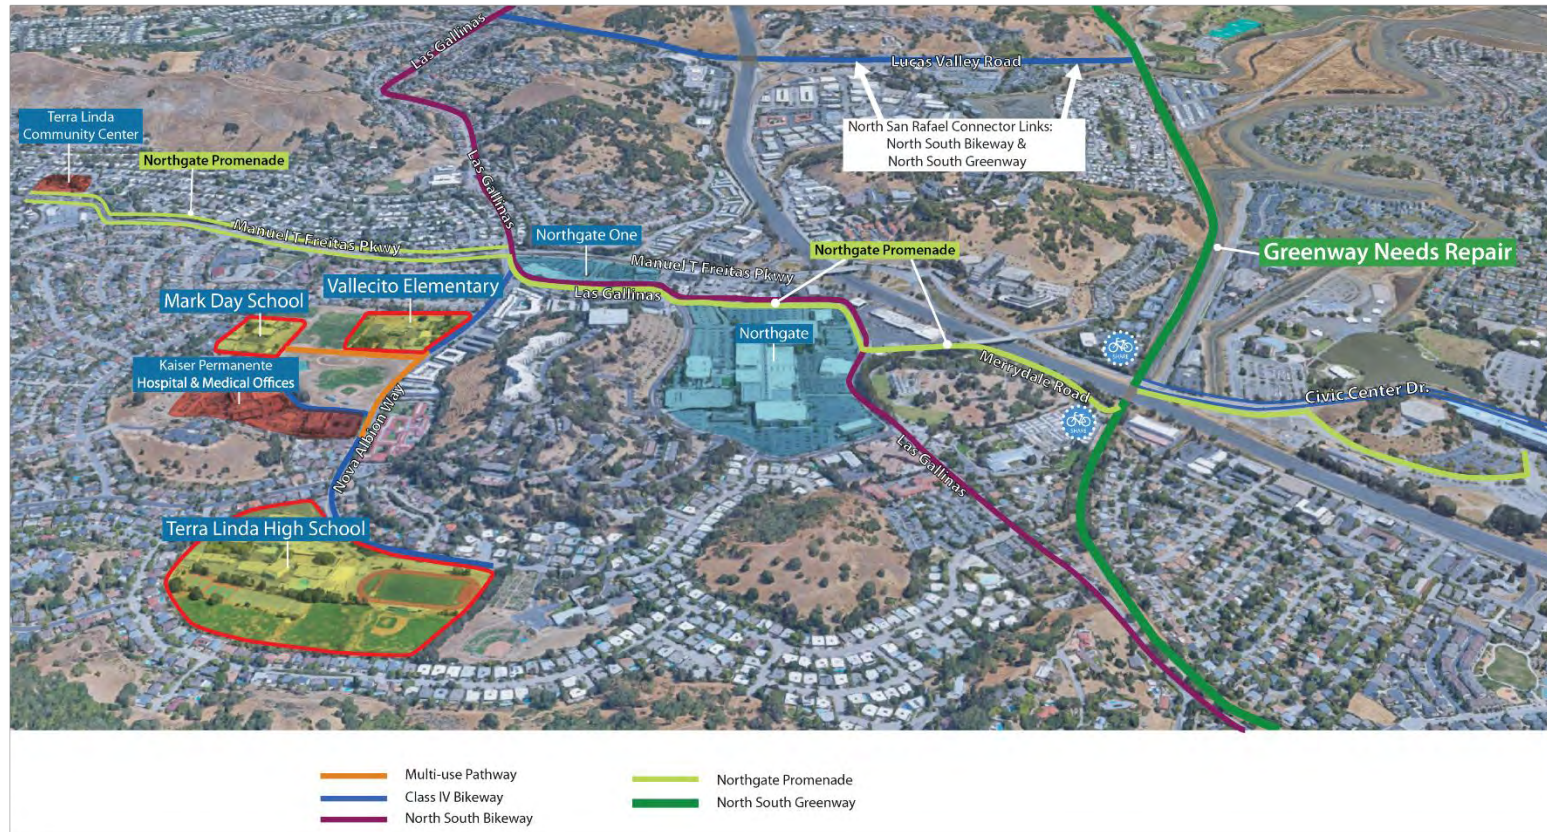 Las Gallinas
Lucas Valley Road
Terra Linda
Community Center
North San Rafael Connector Links:
North South Bikeway &
North South Greenway
Northgate Promenade
Las Gallinas
Manuel T Freitas Pkwy
Northgate One
Manuel T Freitas Pkwy
Northgate Promenade
Greenway Needs Repair
Mark Day School
Vallecito Elementary
Las Gallinas
Northgate
Kaiser Permanente
Hospital & Medical Offices
SHARE
Merrydale Road
Civic Center Dr.
SHARE
Nova Albion Way
Las Gallinas
Terra Linda High School
Multi-use Pathway
Class IV Bikeway
North South Bikeway
Northgate Promenade
North South Greenway